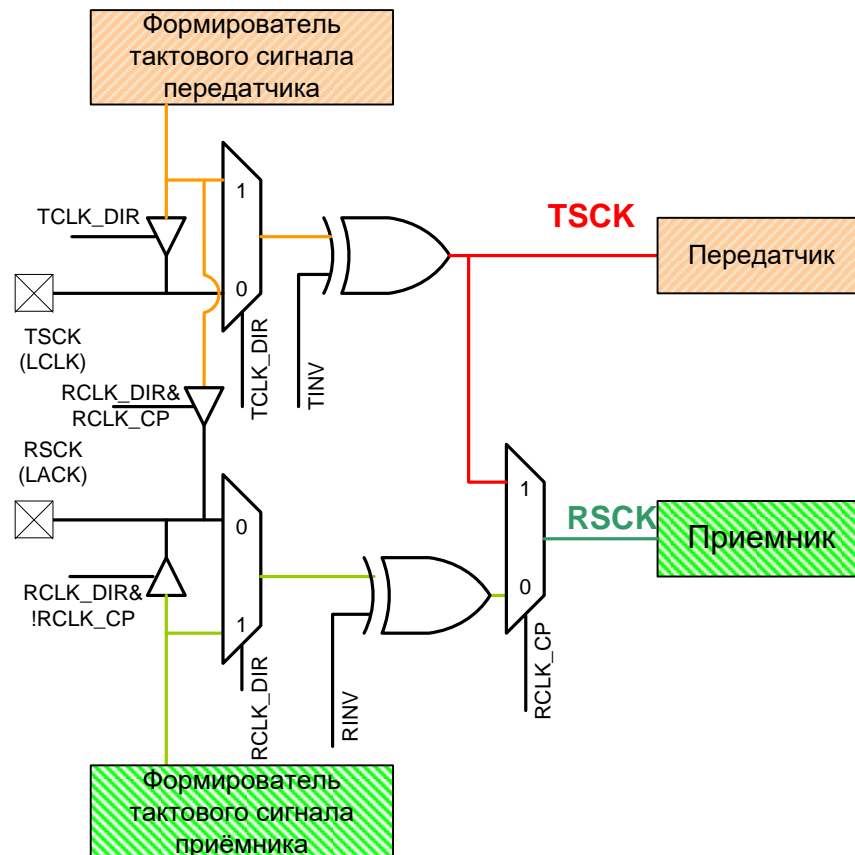 Формирователь
тактового сигнала
передатчика
TCLK_DIR
1
0
TSCK
(LCLK)
TCLK_DIR
TINV
TSCK
Передатчик
RCLK_DIR&
RCLK_CP
RSCK
(LACK)
0
1
RCLK_DIR&
!RCLK_CP
RCLK_DIR
RINV
1
0
RCLK_CP
RSCK
Приемник
Формирователь
тактового сигнала
приёмника